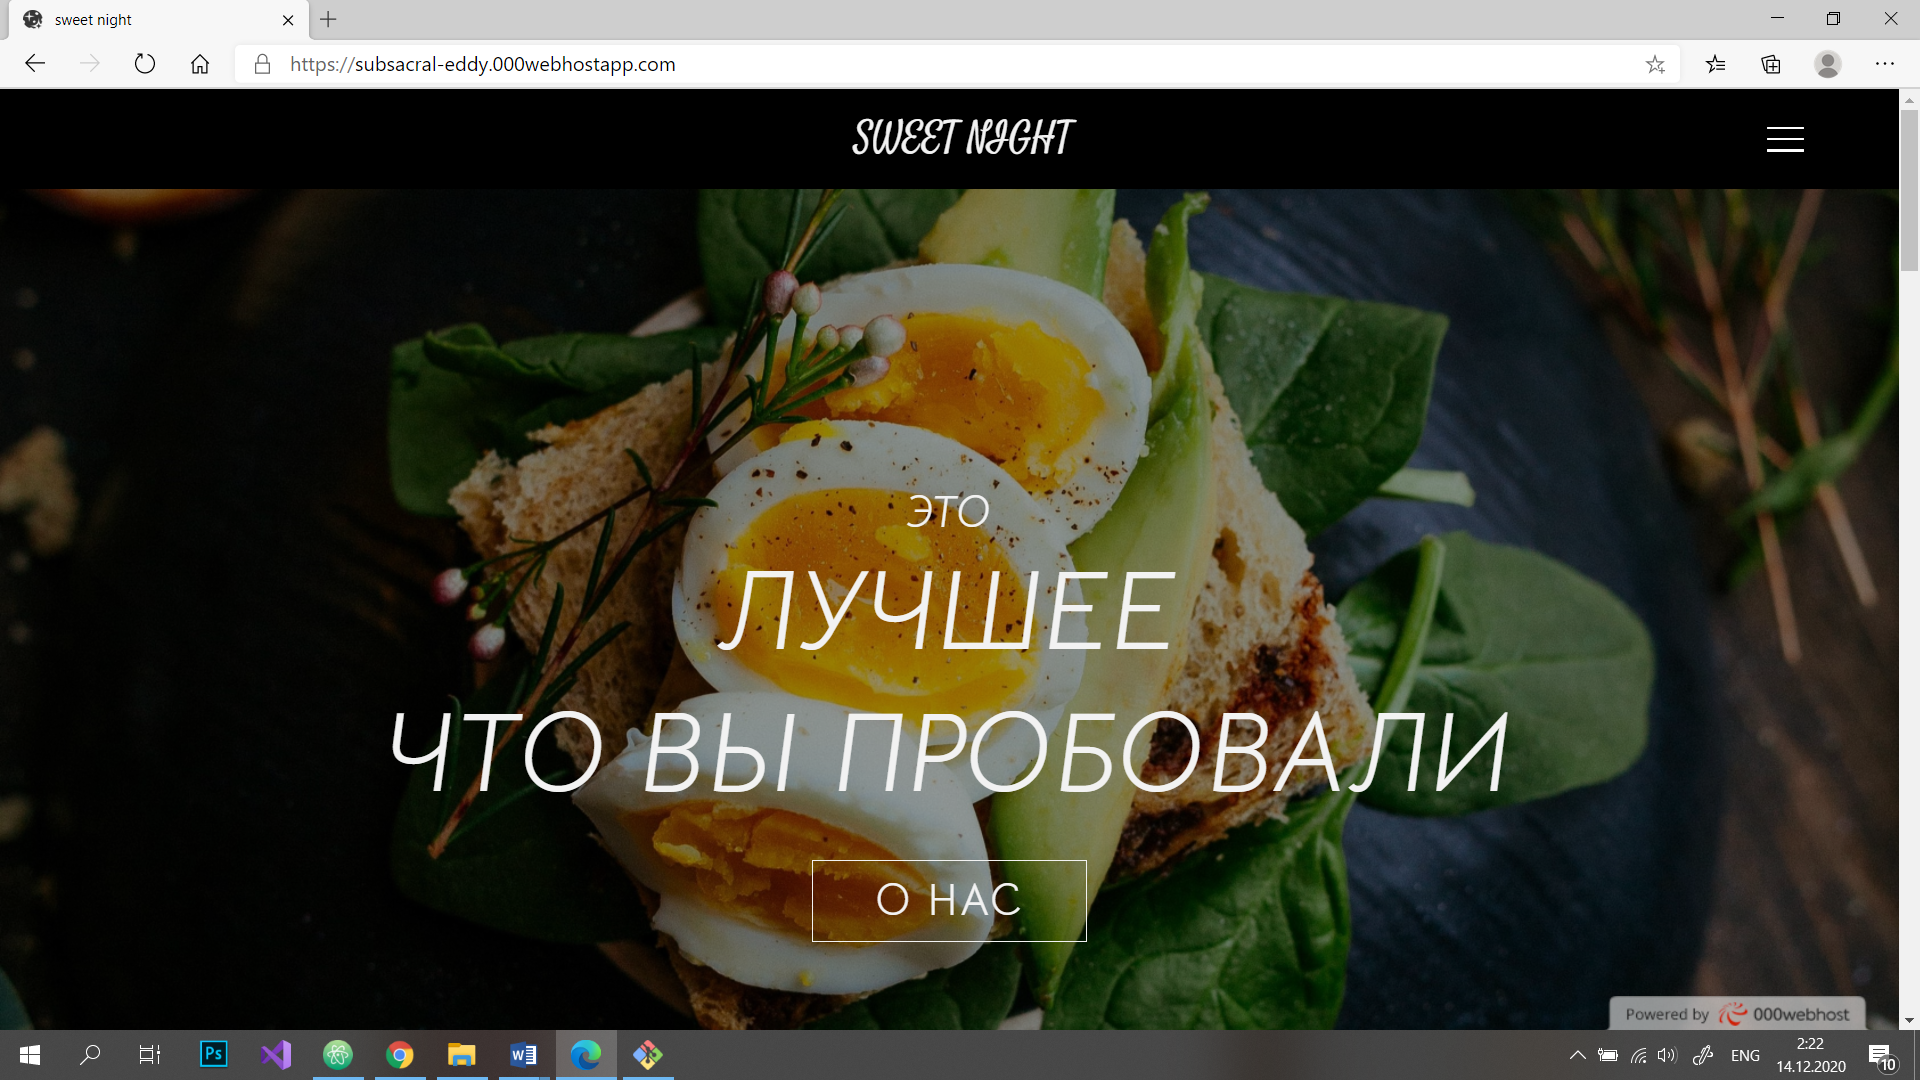 sweet night
https://subsacral-eddy.000webhostapp.com
SWEET NIGHT
ЭТО
ЛУЧШЕЕ
ЧТО ВЫ ПРОБОВАЛИ
О НАС
Powered by 000webhost
Ps
W
ENG
2:22
14.12.2020
10